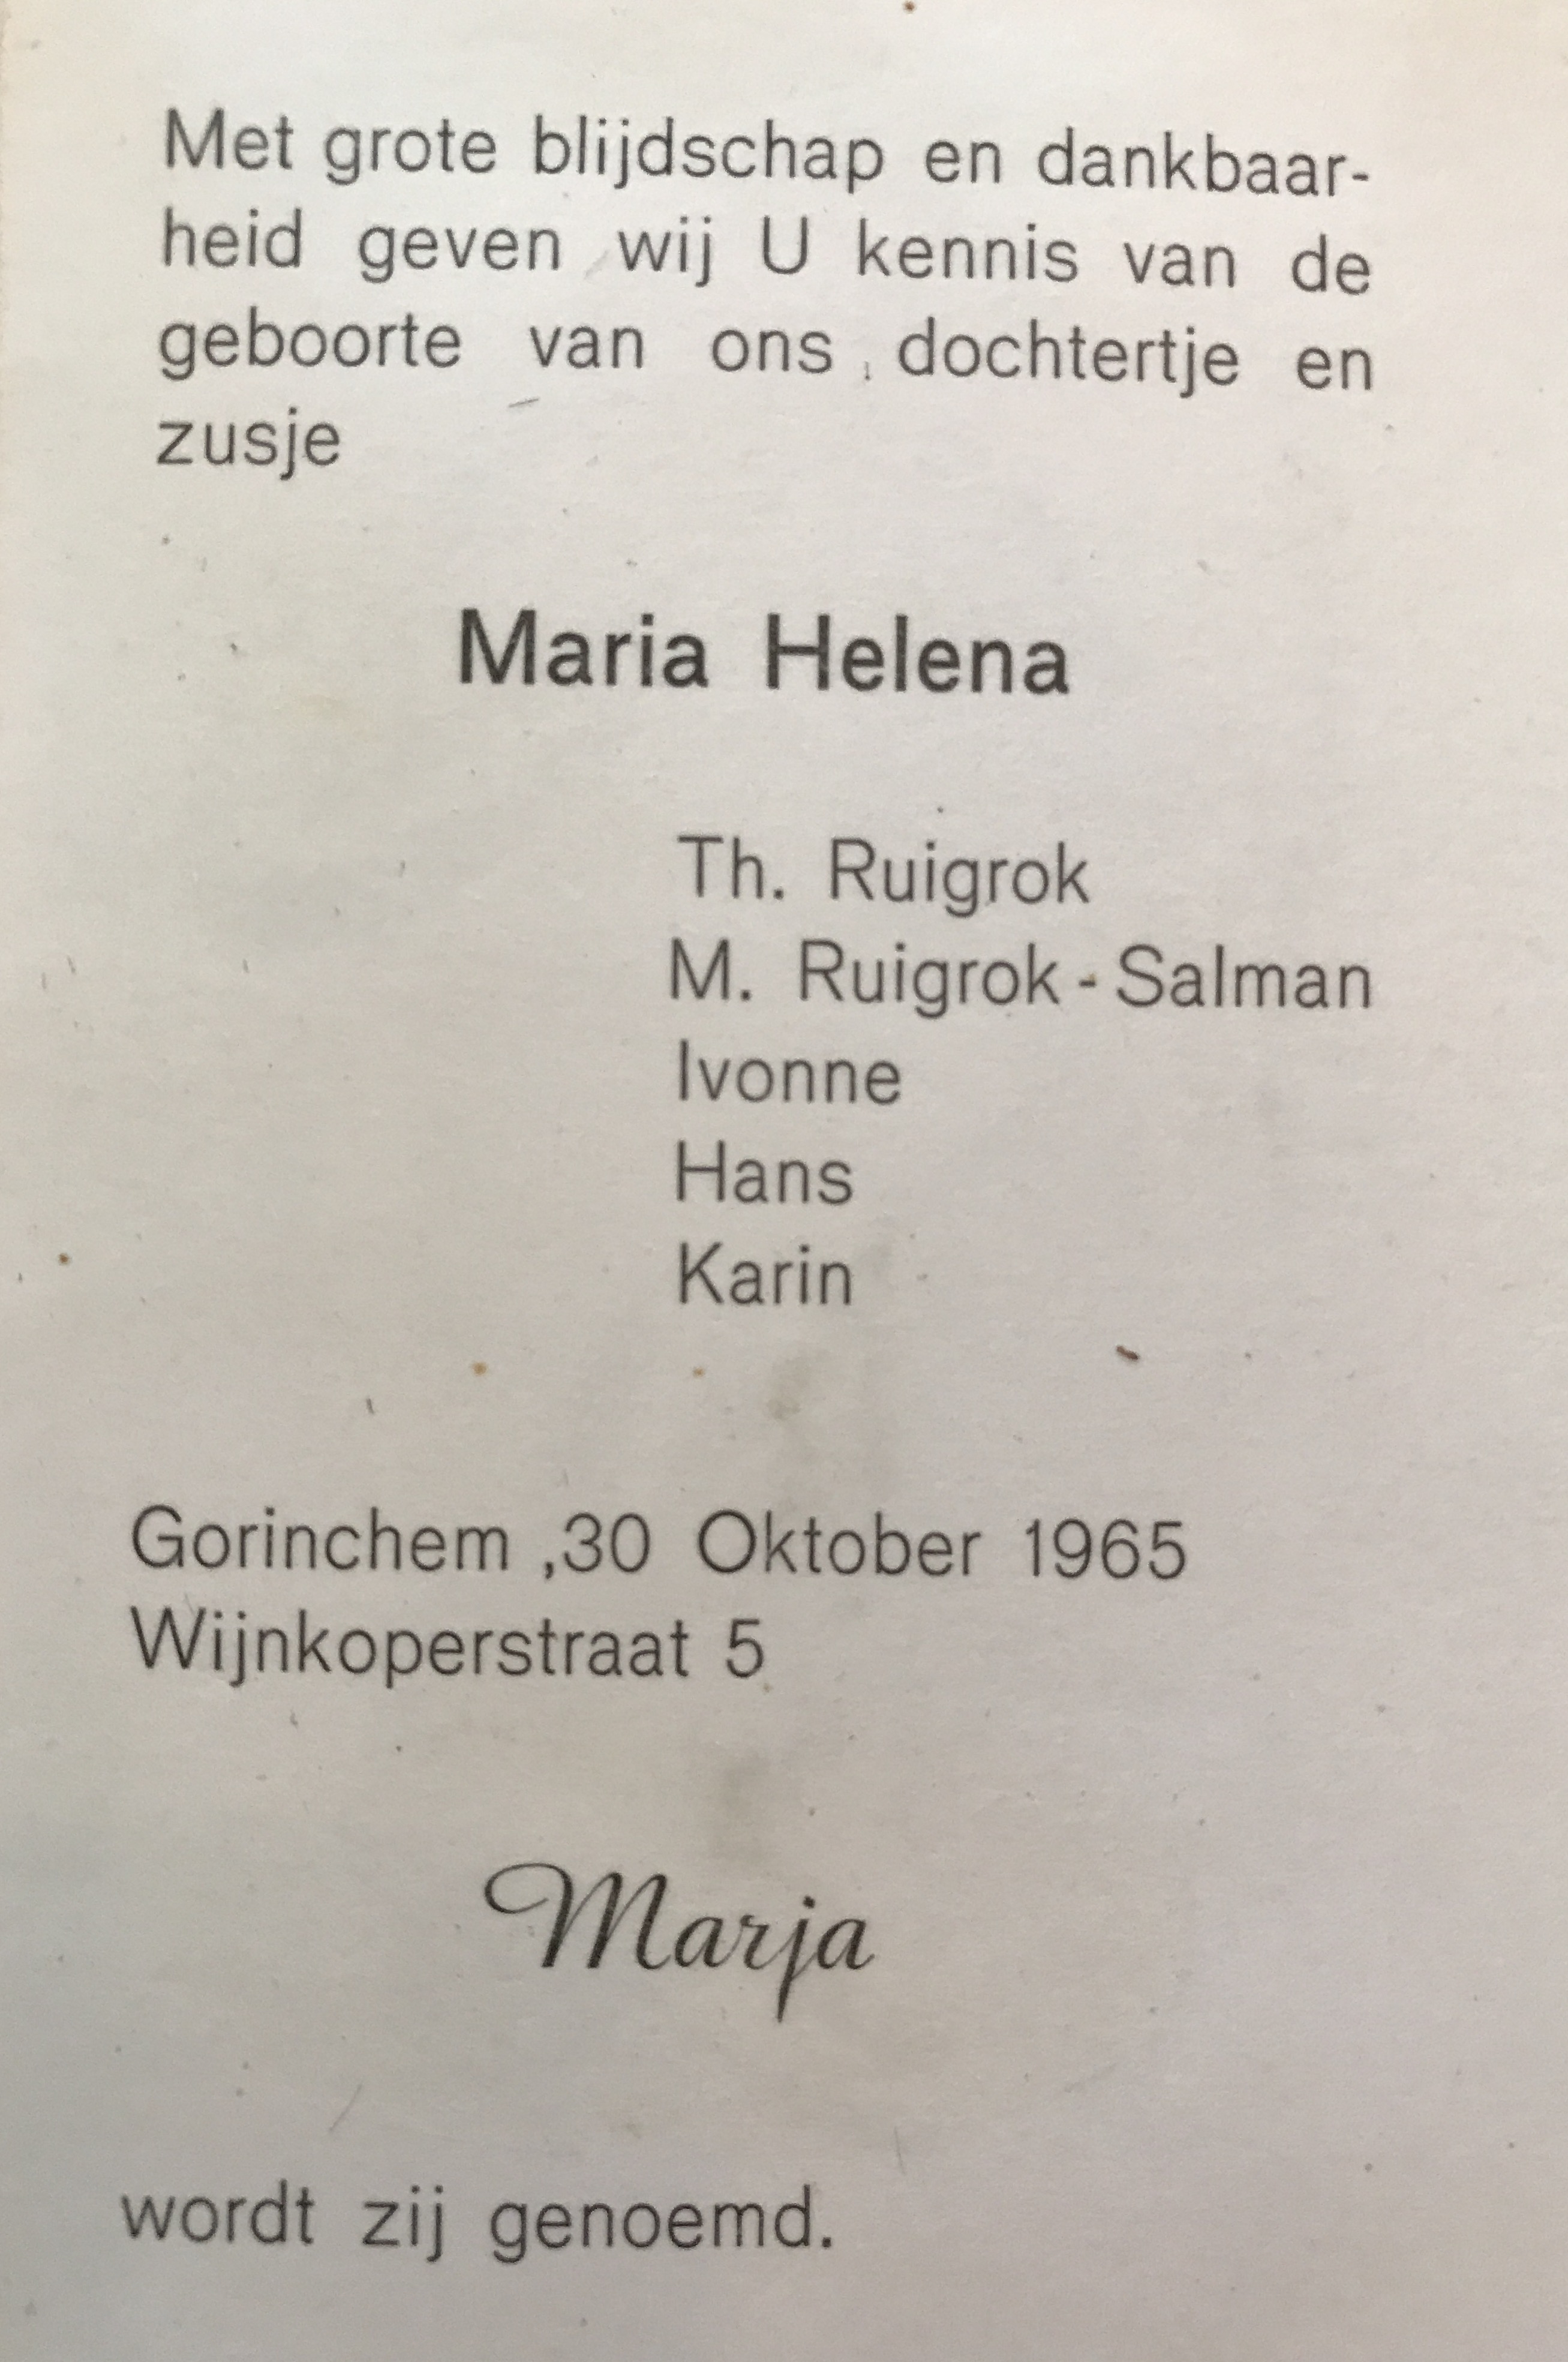 Met grote blijdschap en dankbaar-
heid geven wij U kennis van de
geboorte van ons dochtertje en
zusje
Maria Helena
Th. Ruigrok
M. Ruigrok - Salman
Ivonne
Hans
Karin
Gorinchem ,30 Oktober 1965
Wijnkoperstraat 5
Marja
wordt zij genoemd.